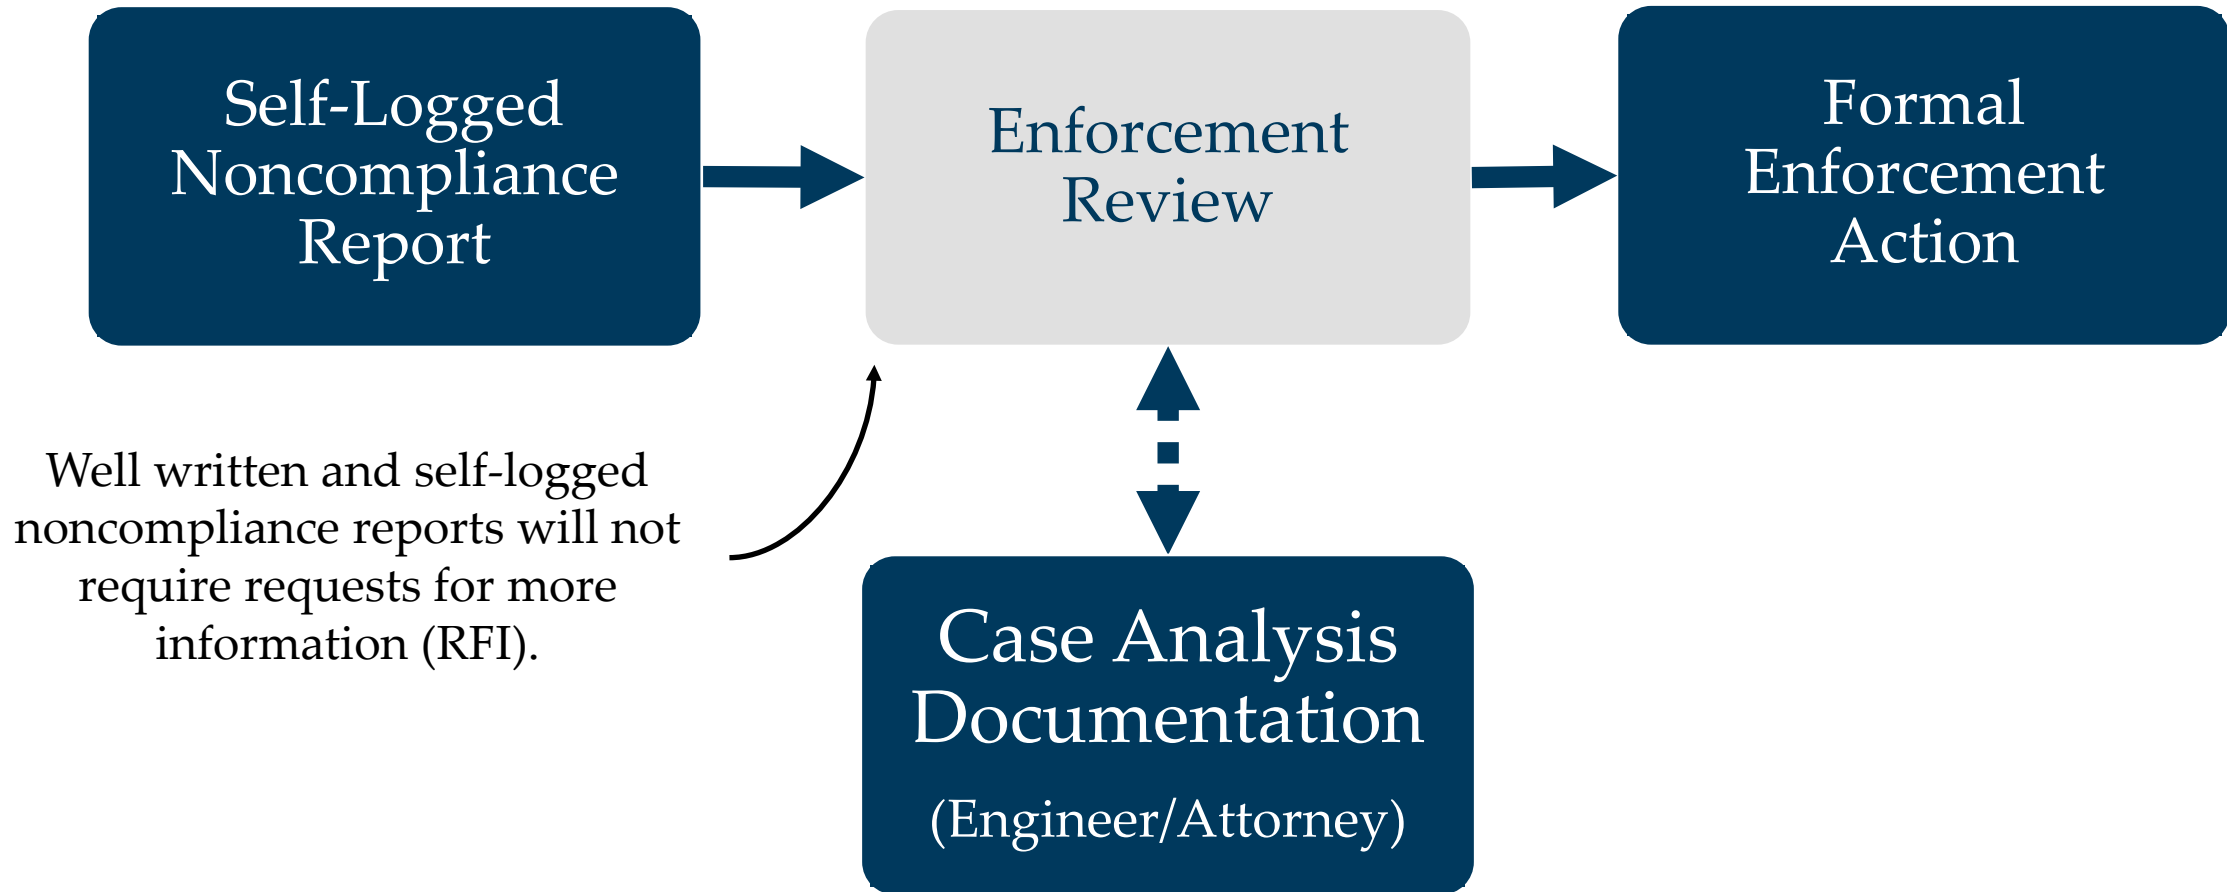 Self-Logged
Noncompliance
Report
Enforcement
Review
Formal
Enforcement
Action
Well written and self-logged
noncompliance reports will not
require requests for more
information (RFI).
Case Analysis
Documentation
(Engineer/Attorney)